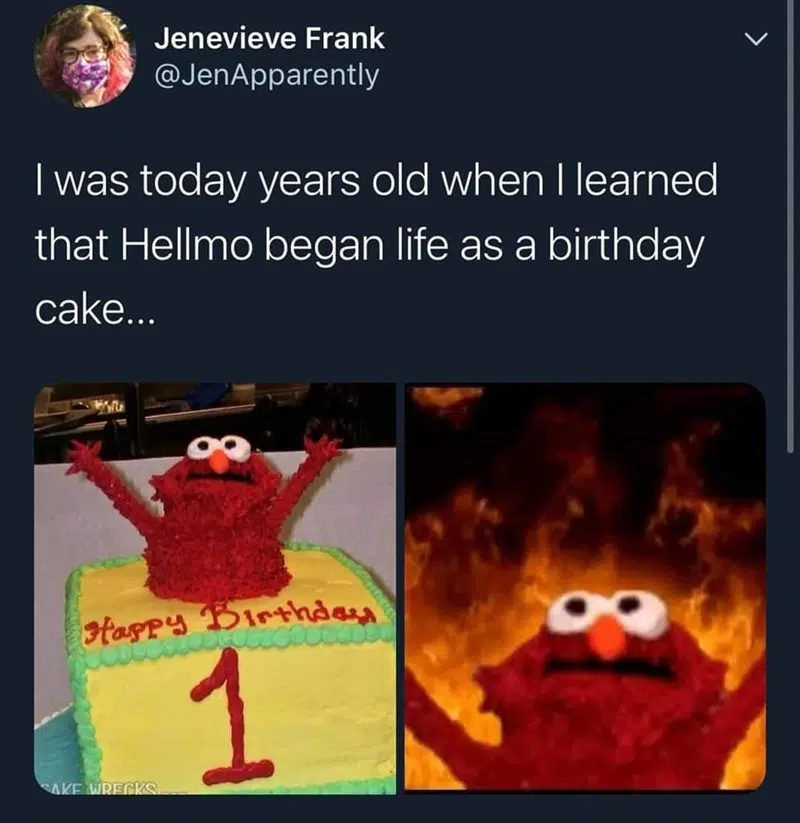 Jenevieve Frank
@JenApparently
I was today years old when I learned
that Hellmo began life as a birthday
cake...
Happy Birthday
1
CAKE WRECKS